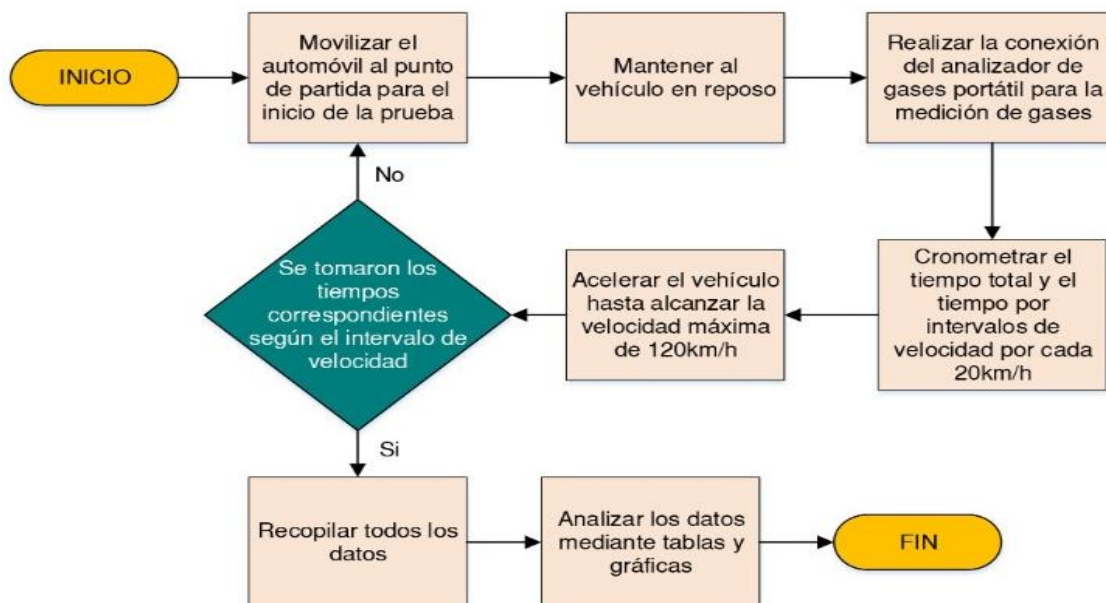 INICIO
Movilizar el
automóvil al punto
de partida para el
inicio de la prueba
Mantener al
vehículo en reposo
Realizar la conexión
del analizador de
gases portátil para la
medición de gases
Cronometrar el
tiempo total y el
tiempo por
intervalos de
velocidad por cada
20km/h
Acelerar el vehículo
hasta alcanzar la
velocidad máxima
de 120km/h
Se tomaron los
tiempos
correspondientes
según el intervalo de
velocidad
No
Si
Recopilar todos los
datos
Analizar los datos
mediante tablas y
gráficas
FIN